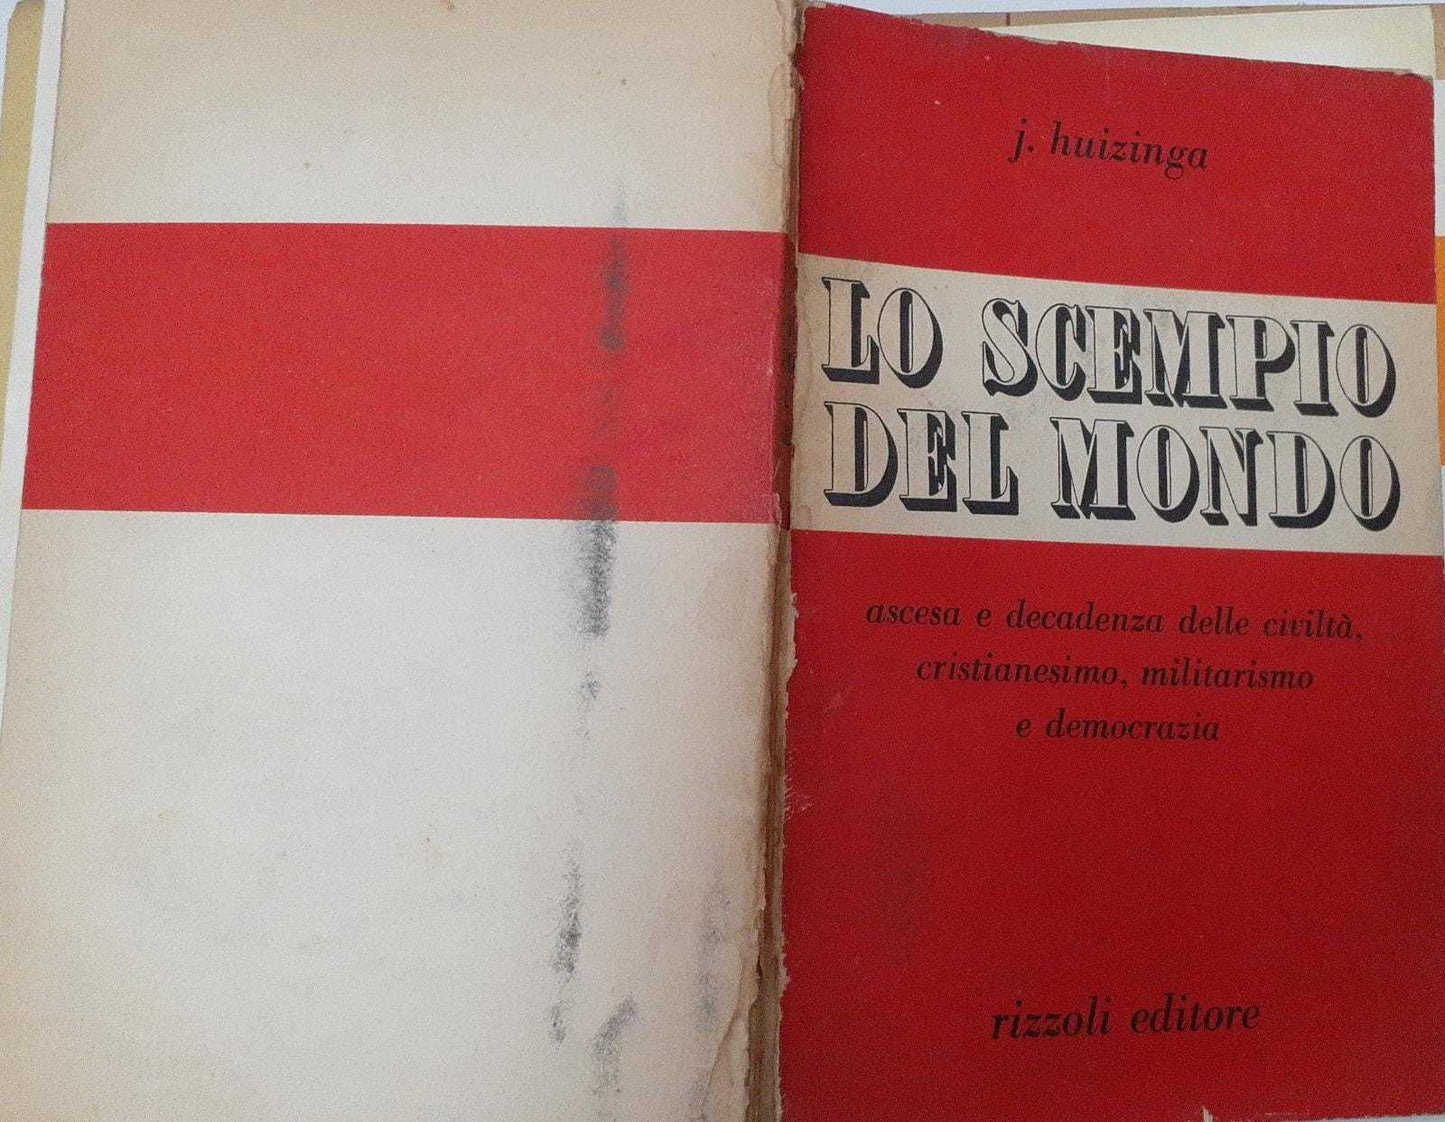 j. huizinga
LO SCEMPIO
DEL MONDO
ascesa e decadenza delle civiltà,
cristianesimo, militarismo
e democrazia
rizzoli editore